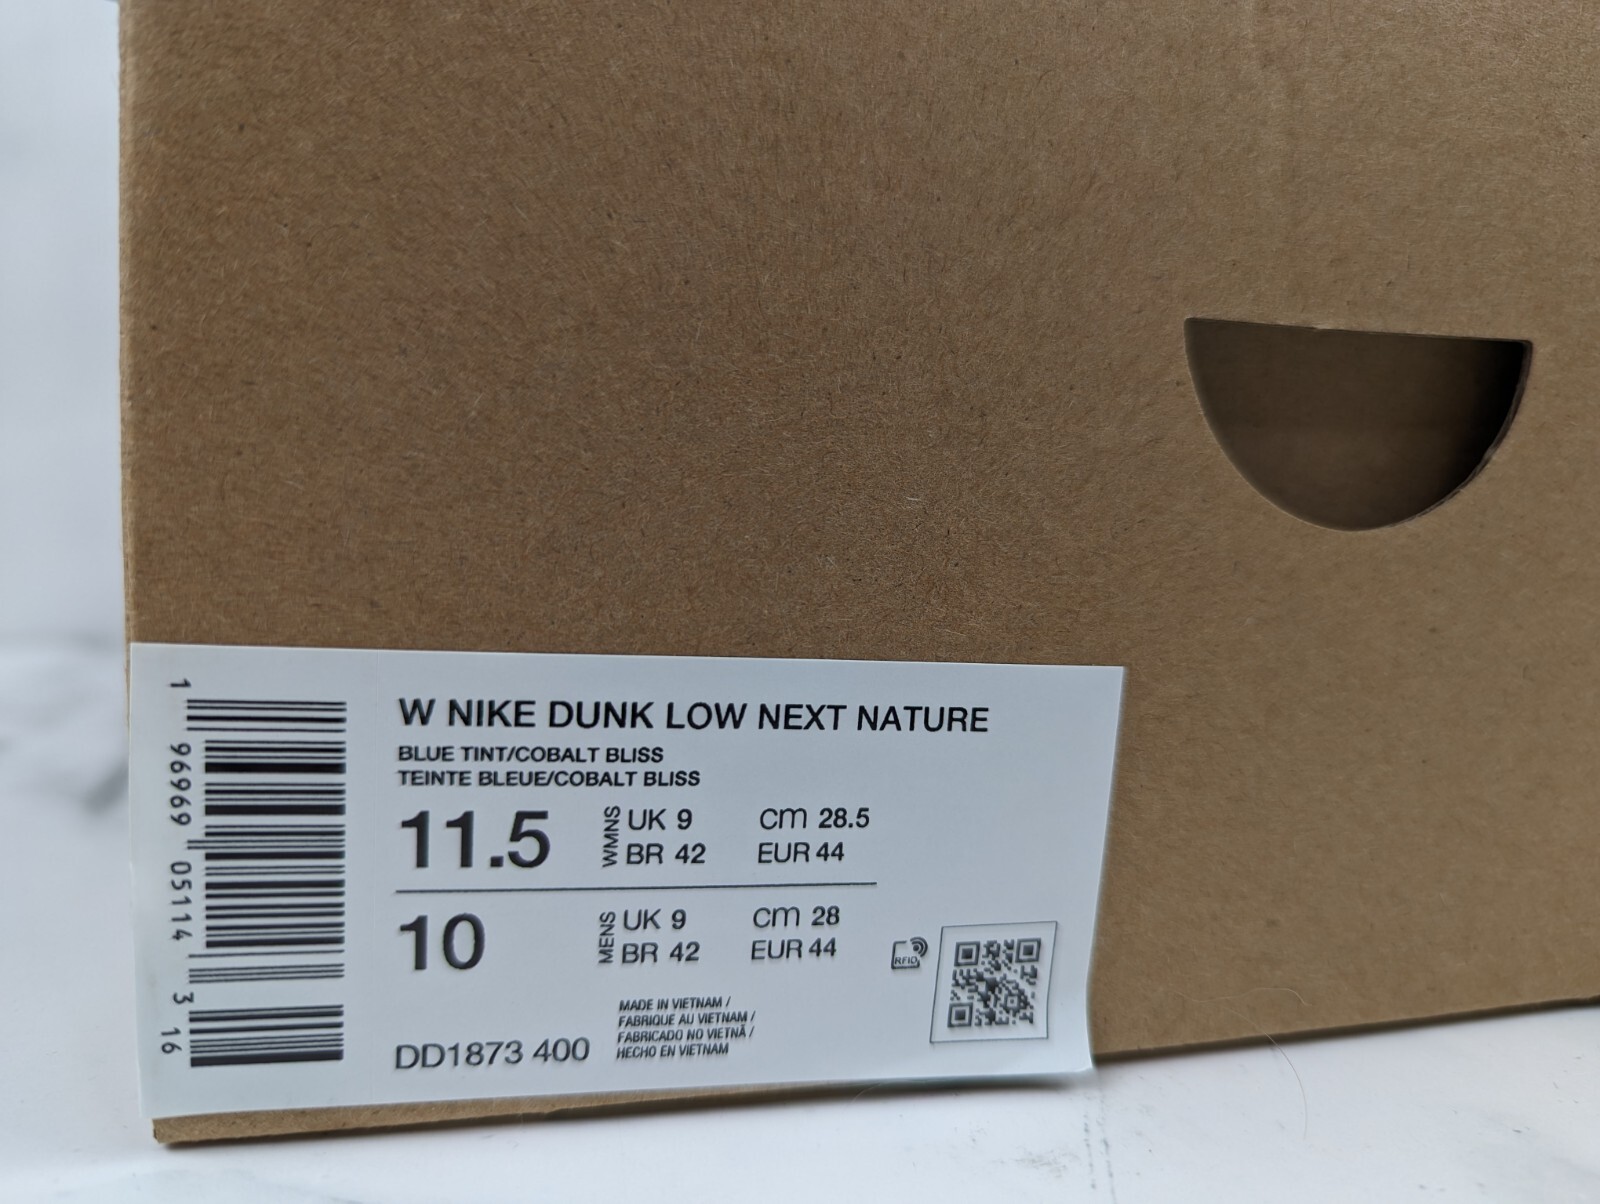 W NIKE DUNK LOW NEXT NATURE
BLUE TINT/COBALT BLISS
TEINTE BLEUE/COBALT BLISS
11.5 WMNS UK 9 cm 28.5
BR 42 EUR 44
10 MENS UK 9 cm 28
BR 42 EUR 44
RFID
MADE IN VIETNAM /
FABRIQUE AU VIETNAM /
FABRICADO NO VIETNÃ /
HECHO EN VIETNAM
DD1873 400
1 96969 05114 3 16